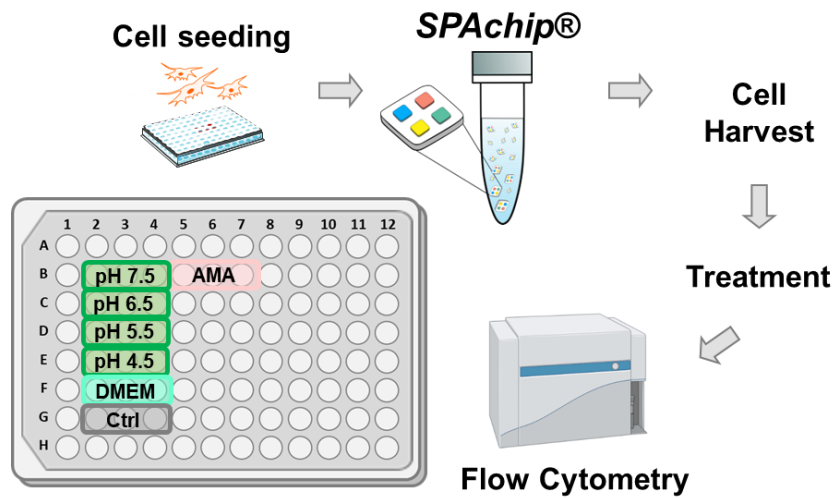 Cell seeding
SPAchip®
Cell
Harvest
Treatment
Flow Cytometry
1 2 3 4 5 6 7 8 9 10 11 12
A
B pH 7.5 AMA
C pH 6.5
D pH 5.5
E pH 4.5
F DMEM
G Ctrl
H